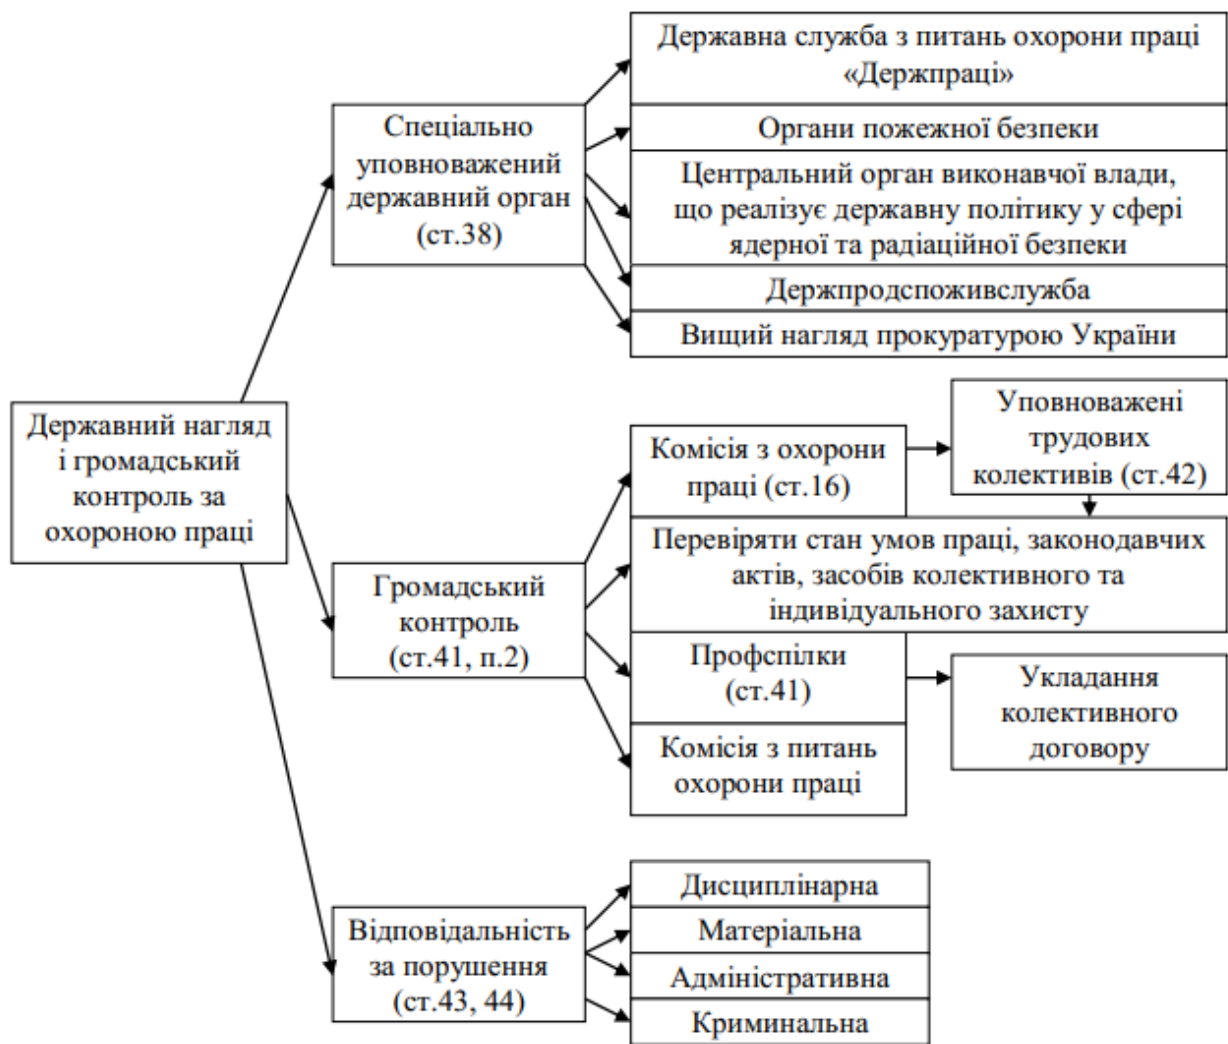 Державна служба з питань охорони праці
«Держпраці»
Спеціально
уповноважений
державний орган
(ст.38)
Органи пожежної безпеки
Центральний орган виконавчої влади,
що реалізує державну політику у сфері
ядерної та радіаційної безпеки
Держпродспоживслужба
Вищий нагляд прокуратурою України
Державний нагляд
і громадський
контроль за
охороною праці
Комісія з охорони
праці (ст.16)
Уповноважені
трудових
колективів (ст.42)
Перевіряти стан умов праці, законодавчих
актів, засобів колективного та
індивідуального захисту
Громадський
контроль
(ст.41, п.2)
Профспілки
(ст.41)
Укладання
колективного
договору
Комісія з питань
охорони праці
Відповідальність
за порушення
(ст.43, 44)
Дисциплінарна
Матеріальна
Адміністративна
Криминальна